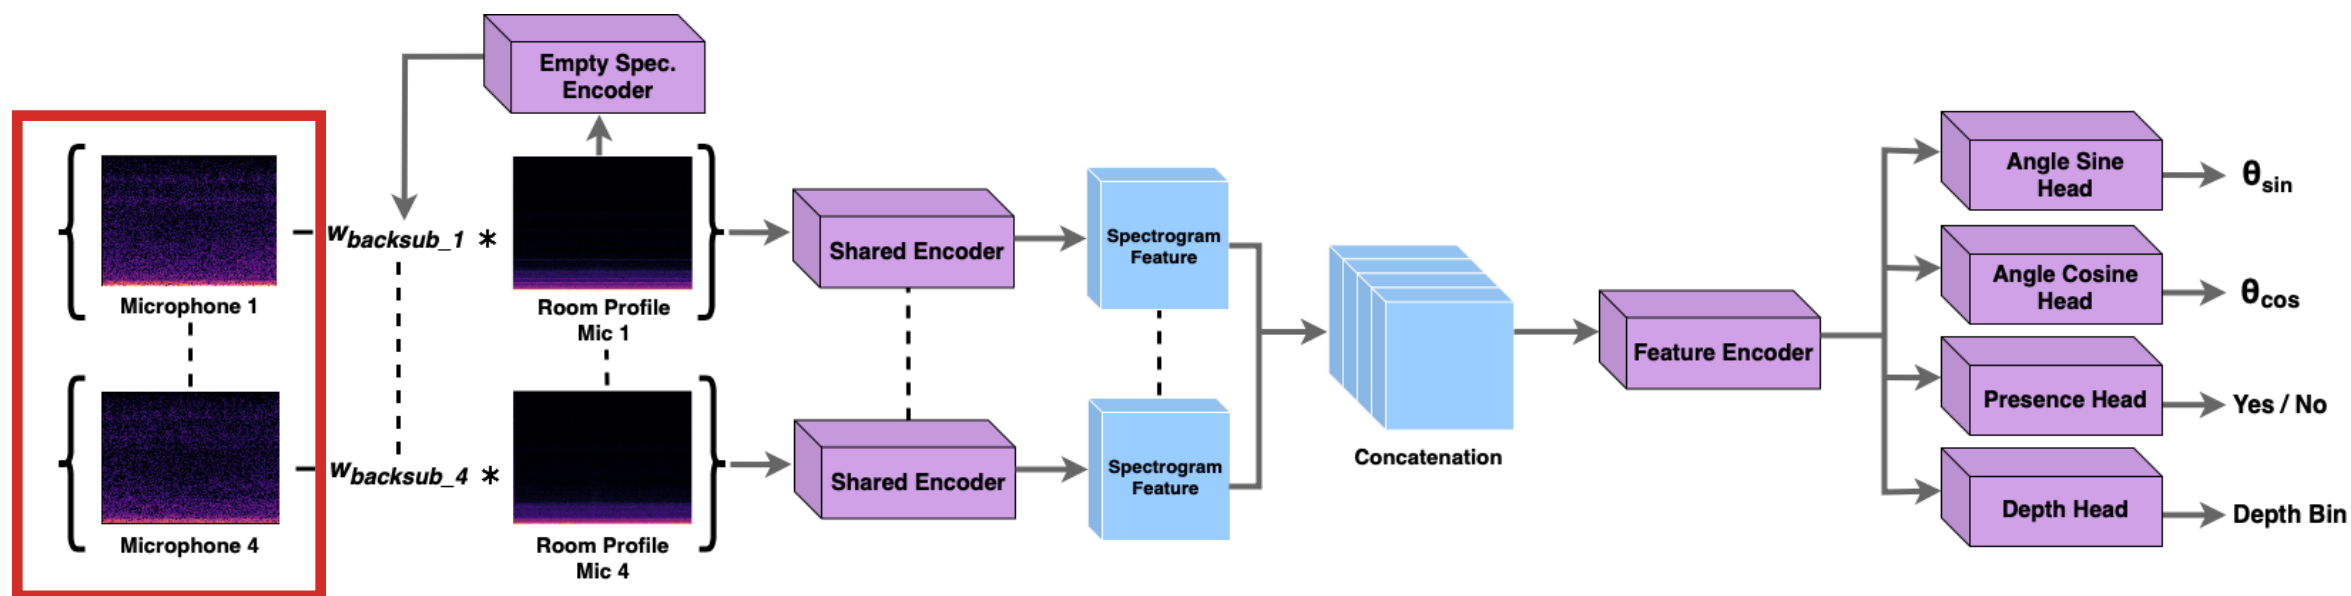 Empty Spec.
Encoder
Microphone 1
− w_backsub_1 *
Room Profile
Mic 1
Shared Encoder
Spectrogram
Feature
Microphone 4
− w_backsub_4 *
Room Profile
Mic 4
Shared Encoder
Spectrogram
Feature
Concatenation
Feature Encoder
Angle Sine
Head
θsin
Angle Cosine
Head
θcos
Presence Head
Yes / No
Depth Head
Depth Bin